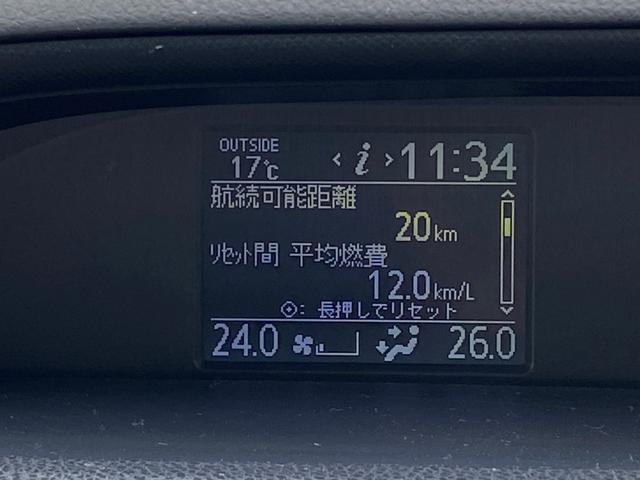 OUTSIDE
17℃ < i > 11:34
航続可能距離
20km
リセット間 平均燃費
12.0km/L
: 長押しでリセット
24.0 26.0